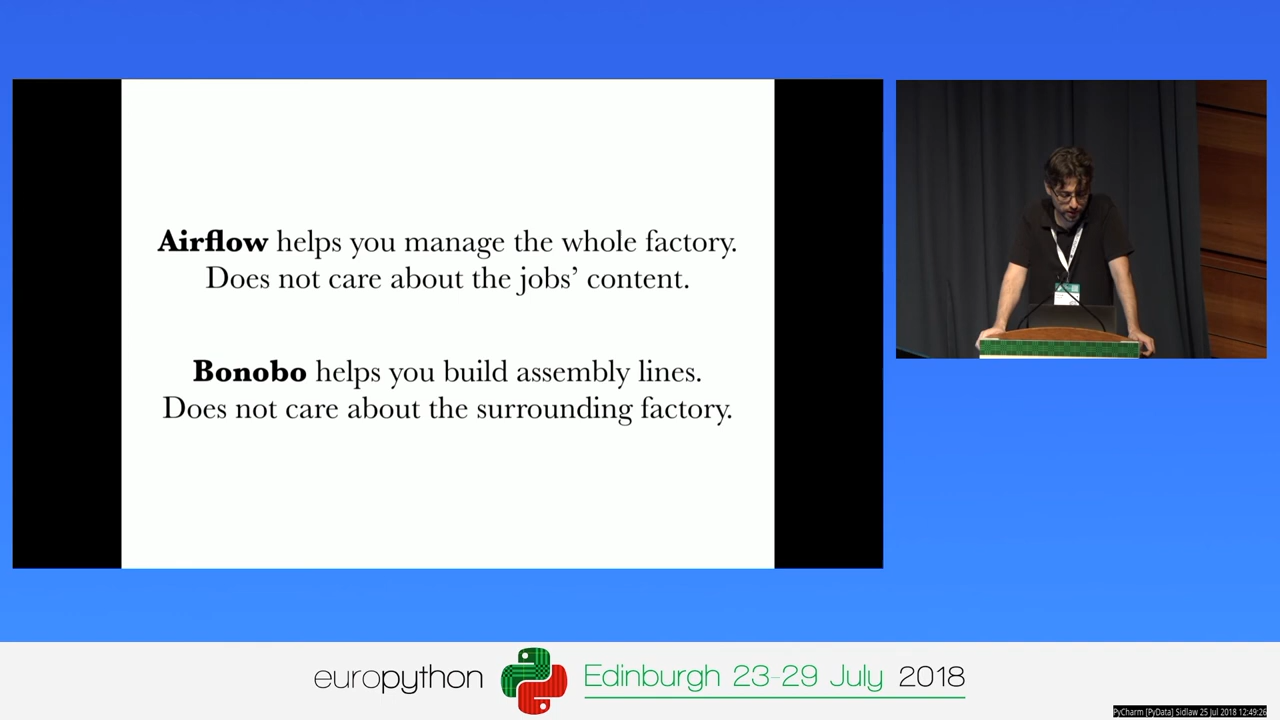 Airflow helps you manage the whole factory.
Does not care about the jobs’ content.
Bonobo helps you build assembly lines.
Does not care about the surrounding factory.
europython
Edinburgh 23-29 July 2018
PyCharm [PyData] Sidlaw 25 Jul 2018 12:49:26